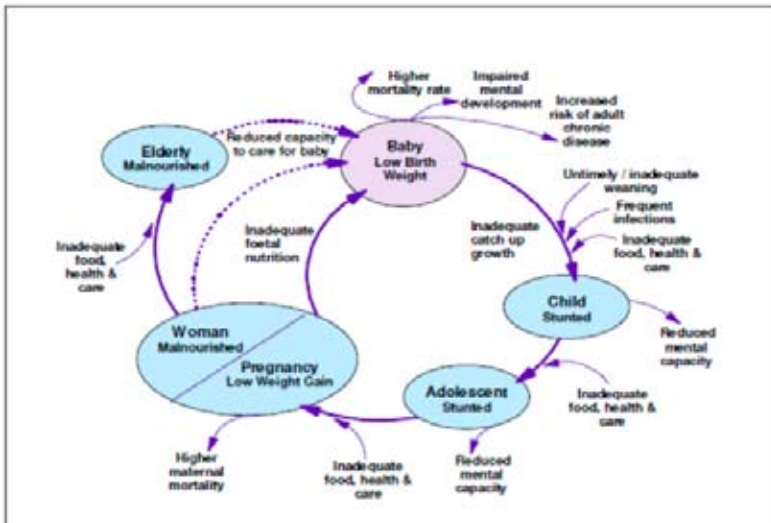 Higher
mortality rate
Impaired
mental
development
Increased
risk of adult
chronic
disease
Elderly
Malnourished
Reduced capacity
to care for baby
Baby
Low Birth
Weight
Untimely / inadequate
weaning
Frequent
infections
Inadequate
food, health &
care
Inadequate
catch up
growth
Inadequate
foetal
nutrition
Inadequate
food,
health &
care
Child
Stunted
Reduced
mental
capacity
Woman
Malnourished
Pregnancy
Low Weight Gain
Adolescent
Stunted
Inadequate
food, health &
care
Higher
maternal
mortality
Inadequate
food, health &
care
Reduced
mental
capacity